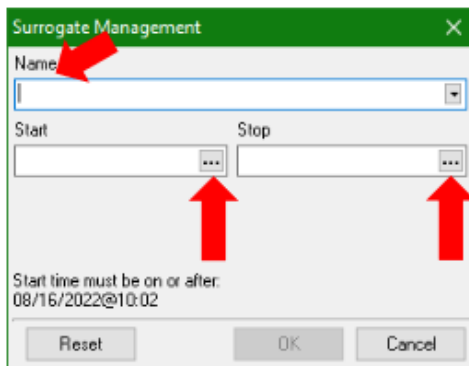 Surrogate Management
Name
Start Stop
... ...
Start time must be on or after:
08/16/2022@10:02
Reset OK Cancel